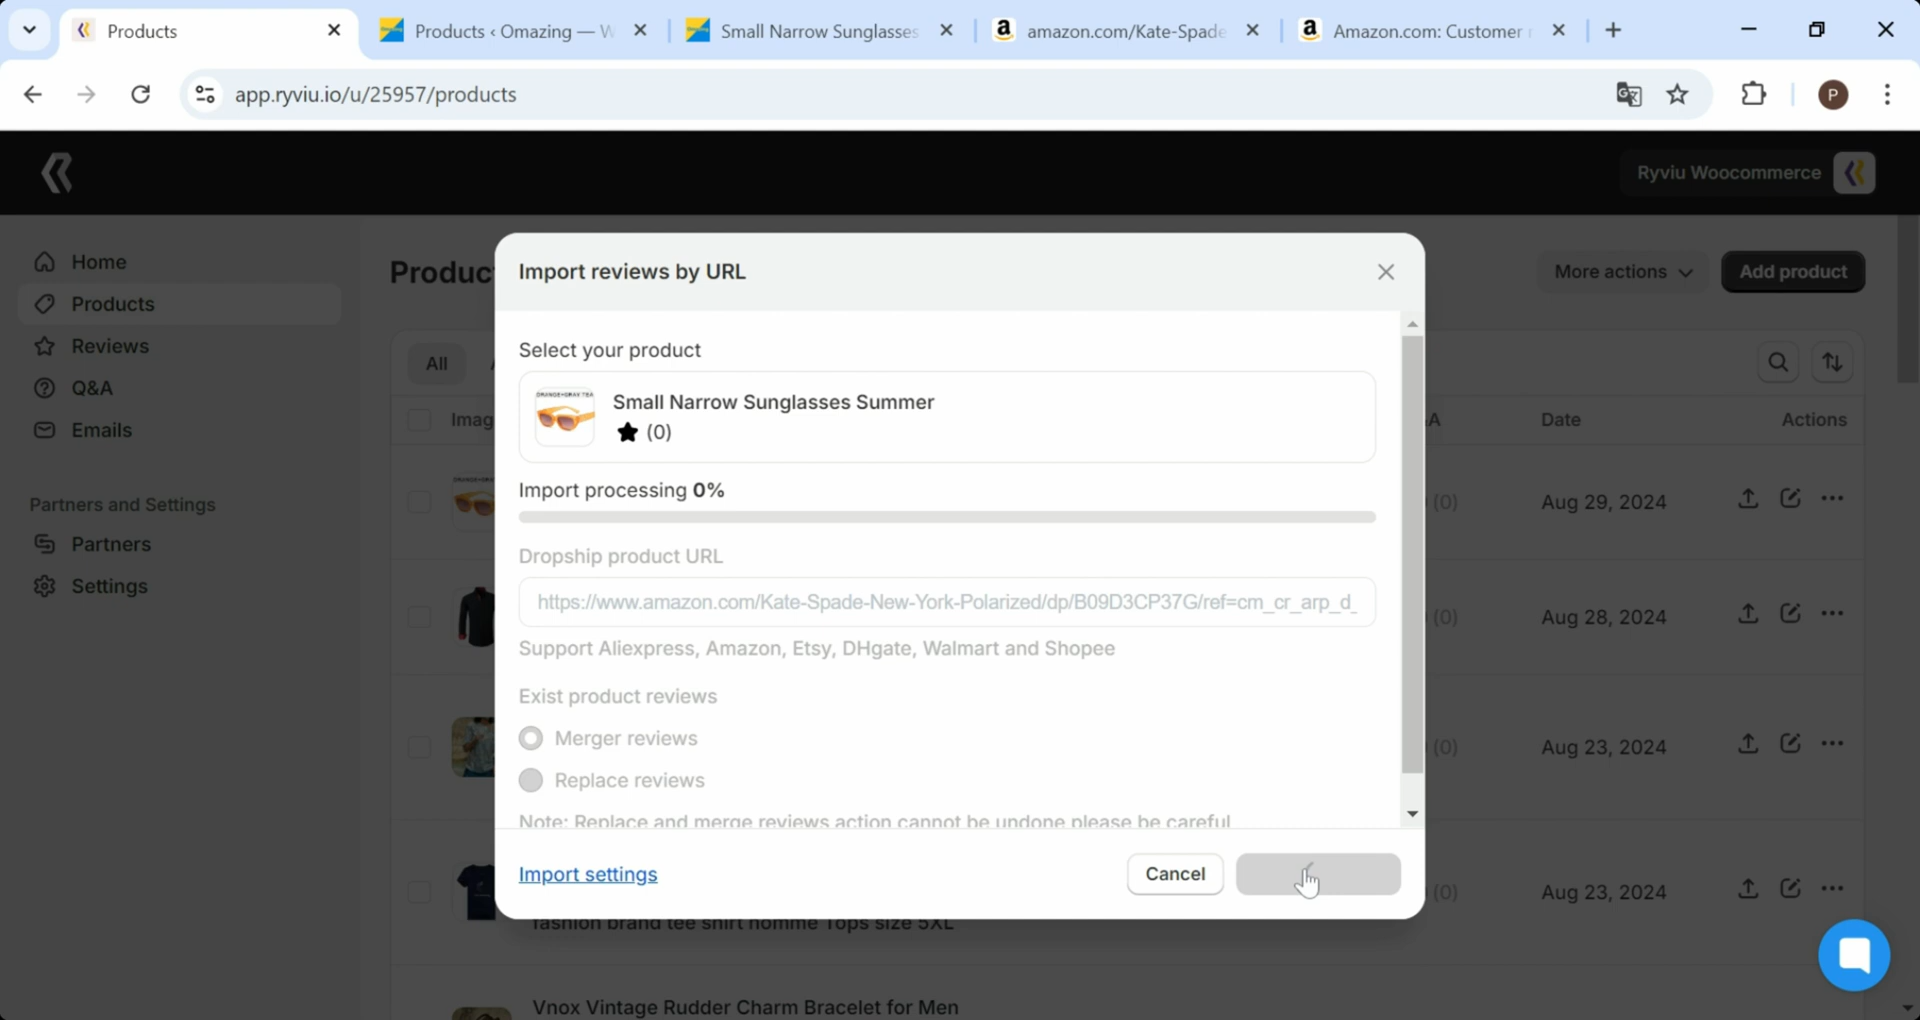 Products
Products ‹ Omazing — W
Small Narrow Sunglasses
amazon.com/Kate-Spade
Amazon.com: Customer r
app.ryviu.io/u/25957/products
P
Ryviu Woocommerce
Home
Products
Reviews
Q&A
Emails
Partners and Settings
Partners
Settings
Produc
More actions
Add product
All
Imag
Date
Actions
Import reviews by URL
Select your product
ORANGE+GRAY TEA
Small Narrow Sunglasses Summer
(0)
Import processing 0%
Dropship product URL
https://www.amazon.com/Kate-Spade-New-York-Polarized/dp/B09D3CP37G/ref=cm_cr_arp_d_
Support Aliexpress, Amazon, Etsy, DHgate, Walmart and Shopee
Exist product reviews
Merger reviews
Replace reviews
Note: Replace and merge reviews action cannot be undone please be careful
Import settings
Cancel
(0) Aug 29, 2024
(0) Aug 28, 2024
(0) Aug 23, 2024
(0) Aug 23, 2024
fashion brand tee shirt homme Tops size 5XL
Vnox Vintage Rudder Charm Bracelet for Men